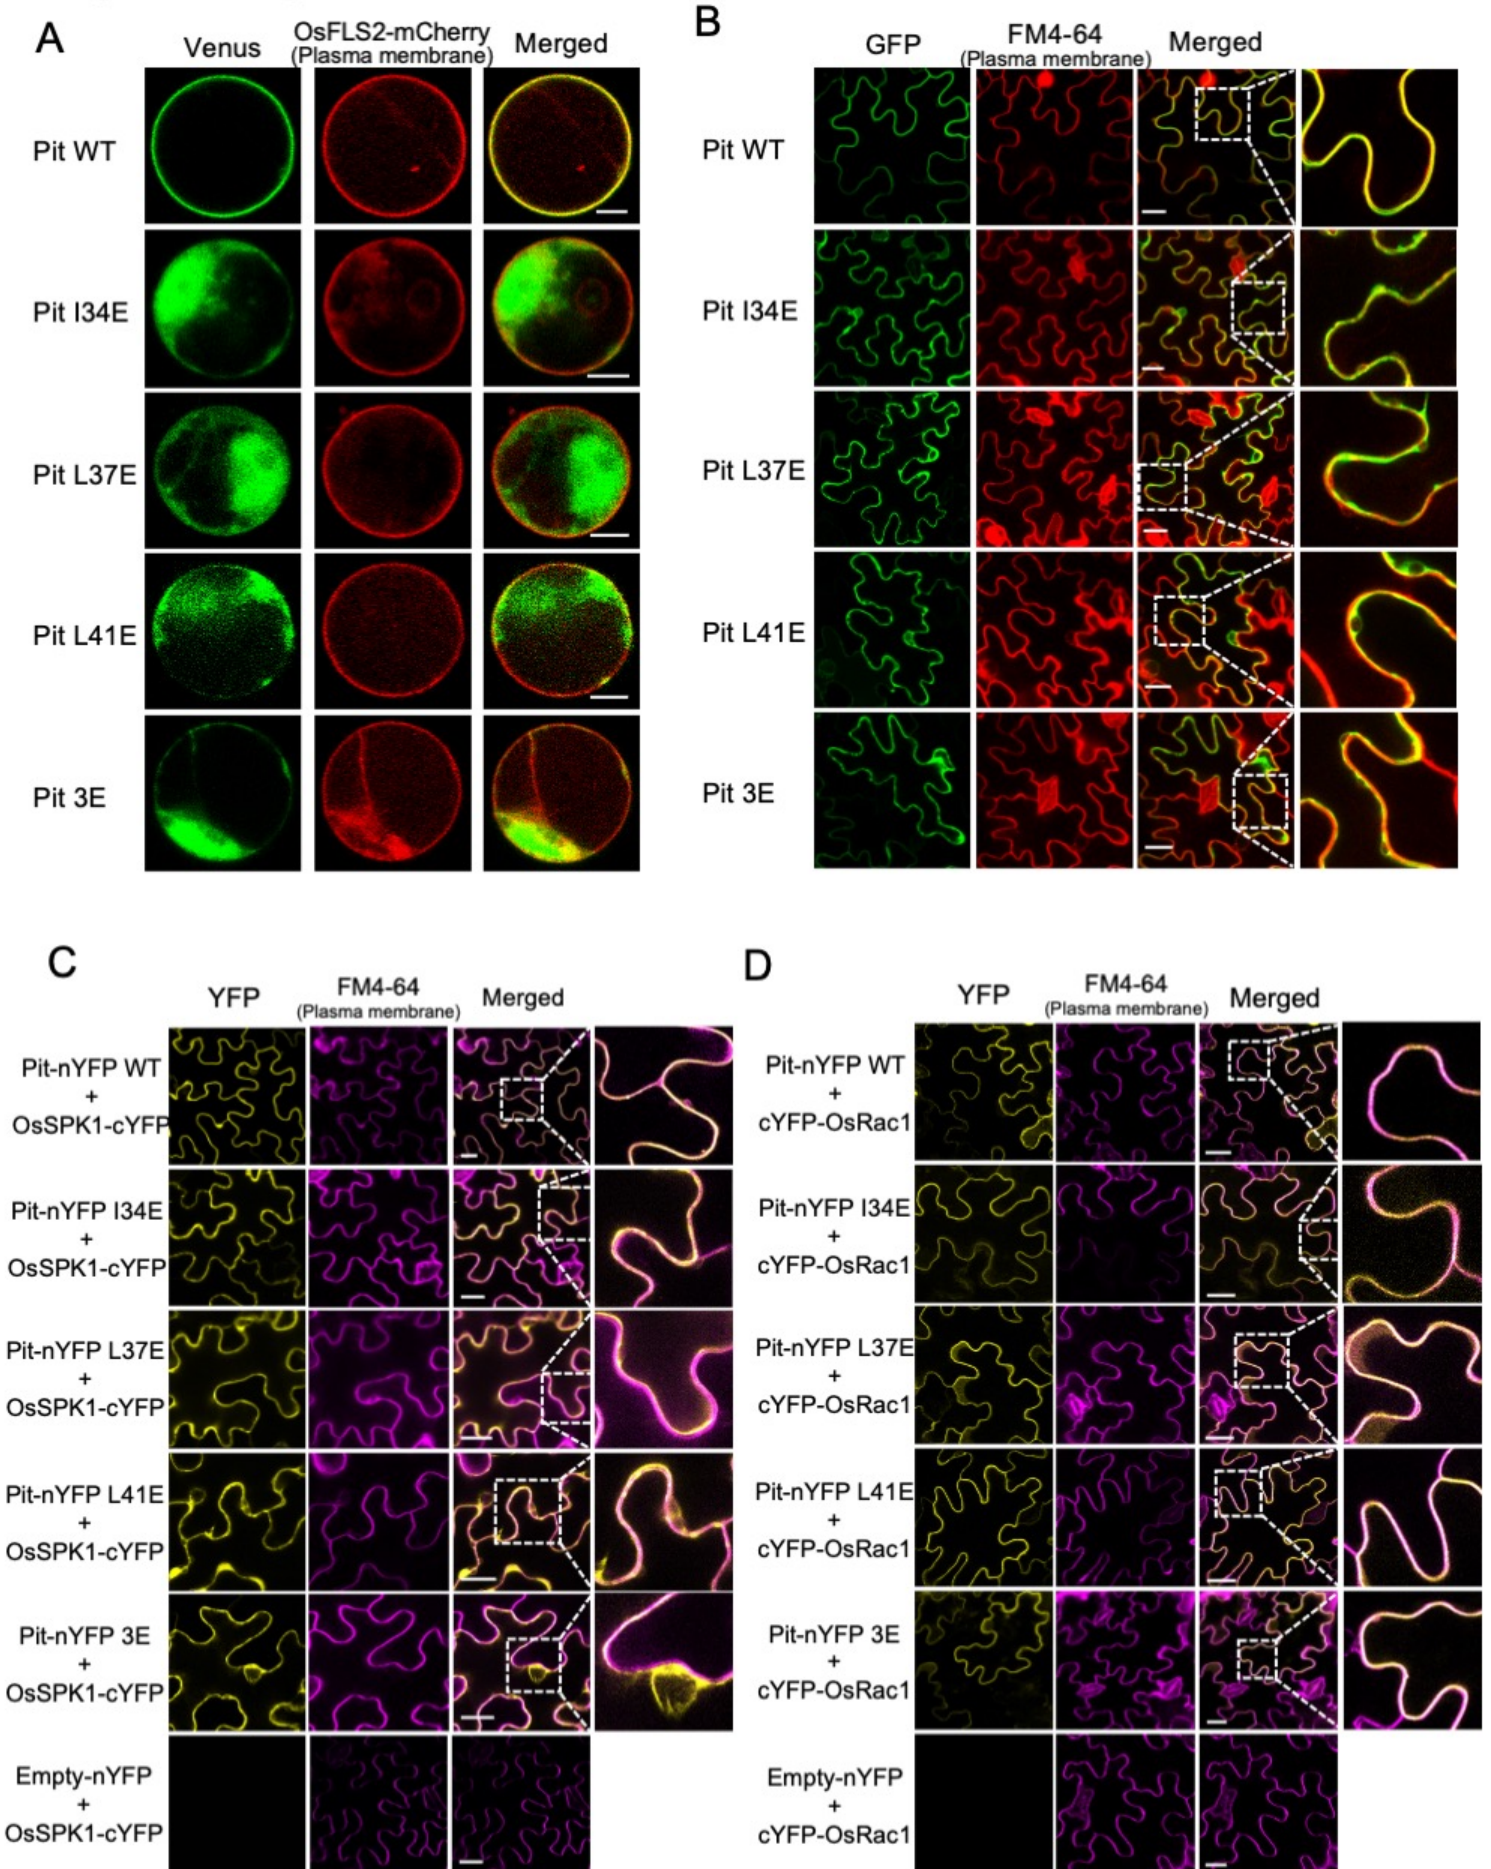 A
Venus
OsFLS2-mCherry
(Plasma membrane)
Merged
Pit WT
Pit I34E
Pit L37E
Pit L41E
Pit 3E
B
GFP
FM4-64
(Plasma membrane)
Merged
Pit WT
Pit I34E
Pit L37E
Pit L41E
Pit 3E
C
YFP
FM4-64
(Plasma membrane)
Merged
Pit-nYFP WT
+
OsSPK1-cYFP
Pit-nYFP I34E
+
OsSPK1-cYFP
Pit-nYFP L37E
+
OsSPK1-cYFP
Pit-nYFP L41E
+
OsSPK1-cYFP
Pit-nYFP 3E
+
OsSPK1-cYFP
Empty-nYFP
+
OsSPK1-cYFP
D
YFP
FM4-64
(Plasma membrane)
Merged
Pit-nYFP WT
+
cYFP-OsRac1
Pit-nYFP I34E
+
cYFP-OsRac1
Pit-nYFP L37E
+
cYFP-OsRac1
Pit-nYFP L41E
+
cYFP-OsRac1
Pit-nYFP 3E
+
cYFP-OsRac1
Empty-nYFP
+
cYFP-OsRac1